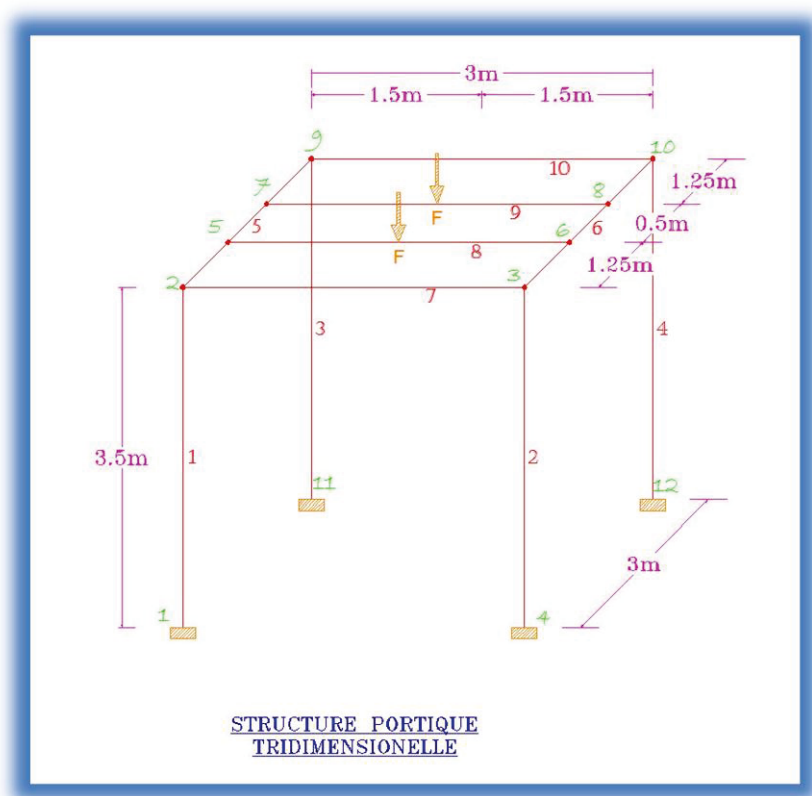 3m
1.5m 1.5m
9 10
10
1.25m
7 8
5 9 6 0.5m
F
5 6
F 8 1.25m
2 3
7
3 4
3.5m 1 2
11 12
3m
1 4
STRUCTURE PORTIQUE
TRIDIMENSIONELLE